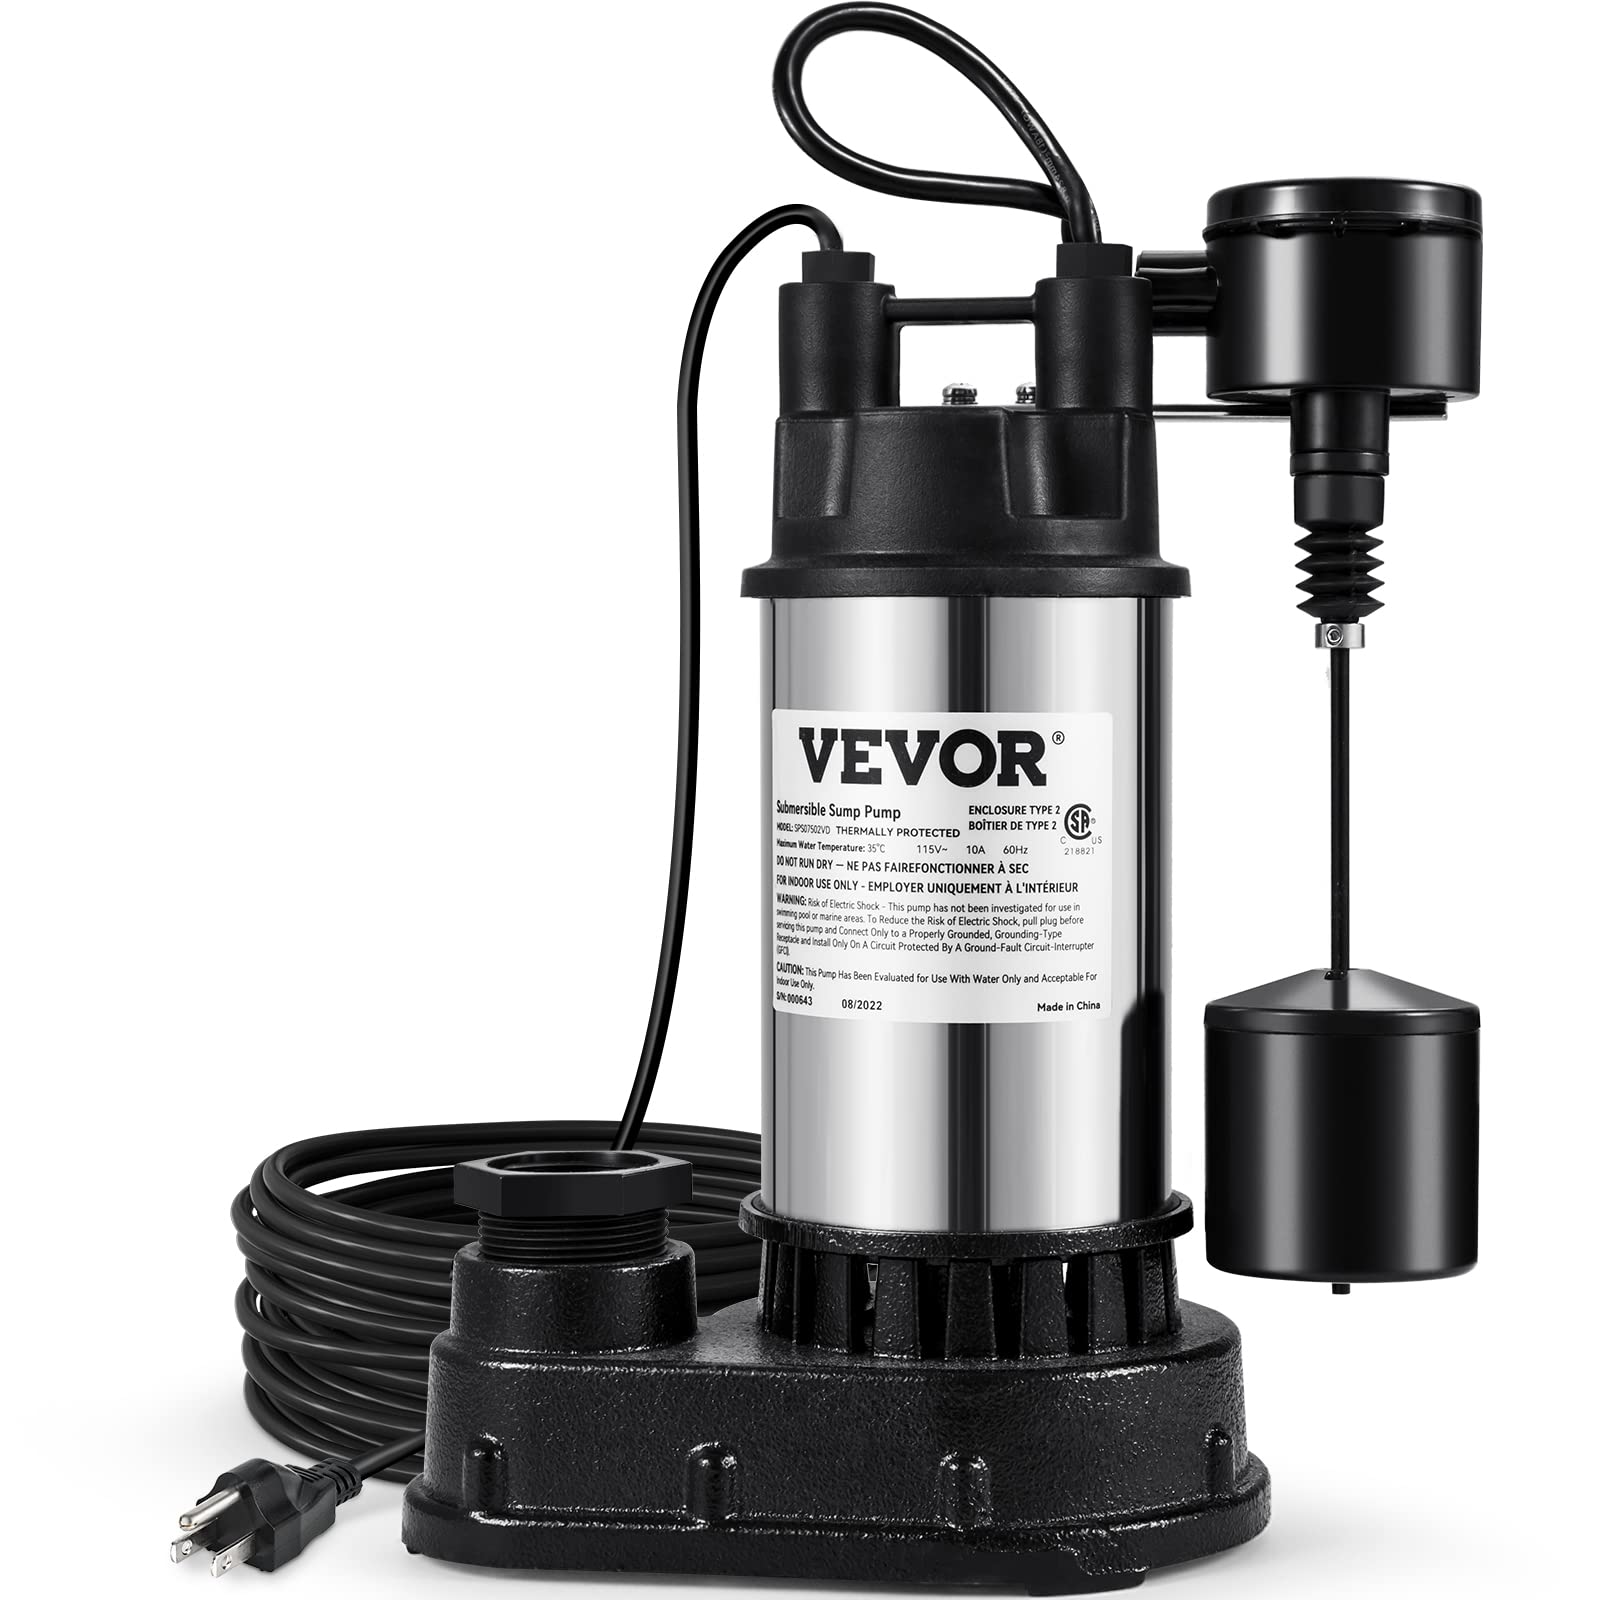 VEVOR®
Submersible Sump Pump
ENCLOSURE TYPE 2
MODEL: SPS07502VD THERMALLY PROTECTED
BOÎTIER DE TYPE 2
SA®
C US
218821
Maximum Water Temperature: 35°C 115V~ 10A 60Hz
DO NOT RUN DRY — NE PAS FAIREFONCTIONNER À SEC
FOR INDOOR USE ONLY - EMPLOYER UNIQUEMENT À L'INTÉRIEUR
WARNING: Risk of Electric Shock - This pump has not been investigated for use in
swimming pool or marine areas. To Reduce the Risk of Electric Shock, pull plug before
servicing this pump and Connect Only to a Properly Grounded, Grounding-Type
Receptacle and Install Only On A Circuit Protected By A Ground-Fault Circuit-Interrupter
(GFCI).
CAUTION: This Pump Has Been Evaluated for Use With Water Only and Acceptable For
Indoor Use Only.
S/N: 000643 08/2022 Made in China